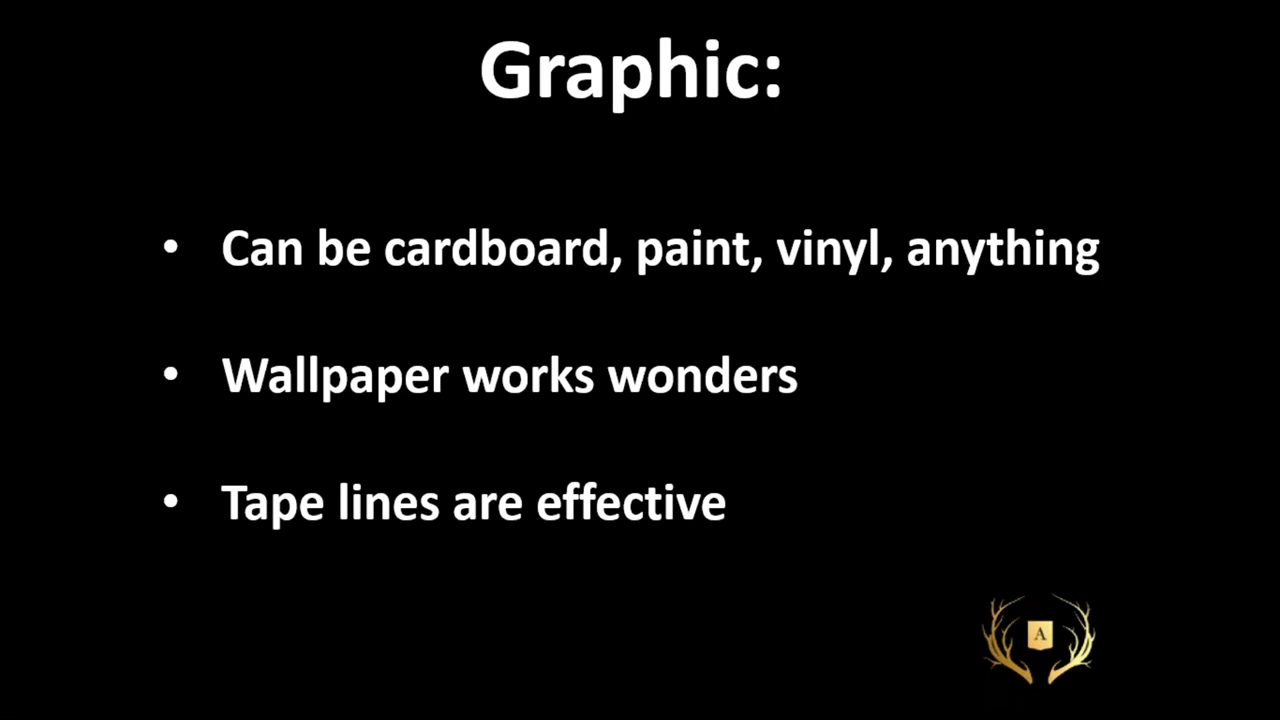 Graphic:
• Can be cardboard, paint, vinyl, anything
• Wallpaper works wonders
• Tape lines are effective
A